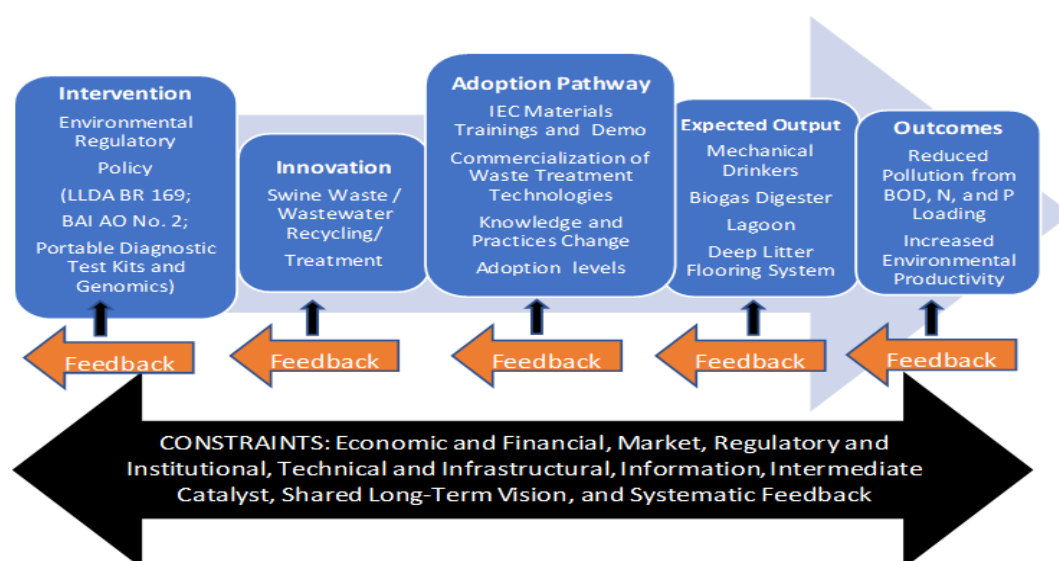 Intervention
Environmental
Regulatory
Policy
(LLDA BR 169;
BAI AO No. 2;
Portable Diagnostic
Test Kits and
Genomics)
Innovation
Swine Waste /
Wastewater
Recycling/
Treatment
Adoption Pathway
IEC Materials
Trainings and Demo
Commercialization of
Waste Treatment
Technologies
Knowledge and
Practices Change
Adoption levels
Expected Output
Mechanical
Drinkers
Biogas Digester
Lagoon
Deep Litter
Flooring System
Outcomes
Reduced
Pollution from
BOD, N, and P
Loading
Increased
Environmental
Productivity
Feedback
Feedback
Feedback
Feedback
Feedback
CONSTRAINTS: Economic and Financial, Market, Regulatory and
Institutional, Technical and Infrastructural, Information, Intermediate
Catalyst, Shared Long-Term Vision, and Systematic Feedback